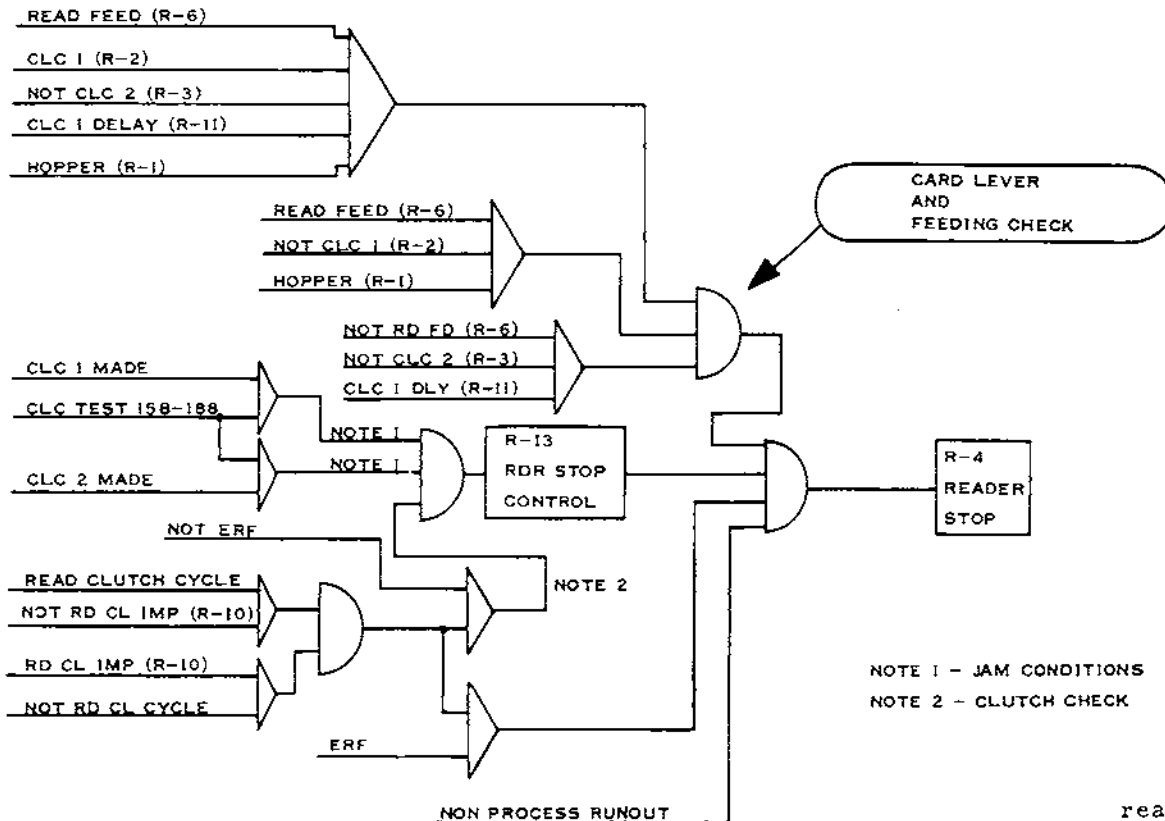 READ FEED (R-6)
CLC 1 (R-2)
NOT CLC 2 (R-3)
CLC 1 DELAY (R-11)
HOPPER (R-1)
CARD LEVER
AND
FEEDING CHECK
READ FEED (R-6)
NOT CLC 1 (R-2)
HOPPER (R-1)
NOT RD FD (R-6)
NOT CLC 2 (R-3)
CLC 1 DLY (R-11)
CLC 1 MADE
CLC TEST 158-188
CLC 2 MADE
NOTE 1
NOTE 1
R-13
RDR STOP
CONTROL
R-4
READER
STOP
NOT ERF
READ CLUTCH CYCLE
NOT RD CL IMP (R-10)
NOTE 2
RD CL IMP (R-10)
NOT RD CL CYCLE
ERF
NOTE 1 - JAM CONDITIONS
NOTE 2 - CLUTCH CHECK
NON PROCESS RUNOUT
rea